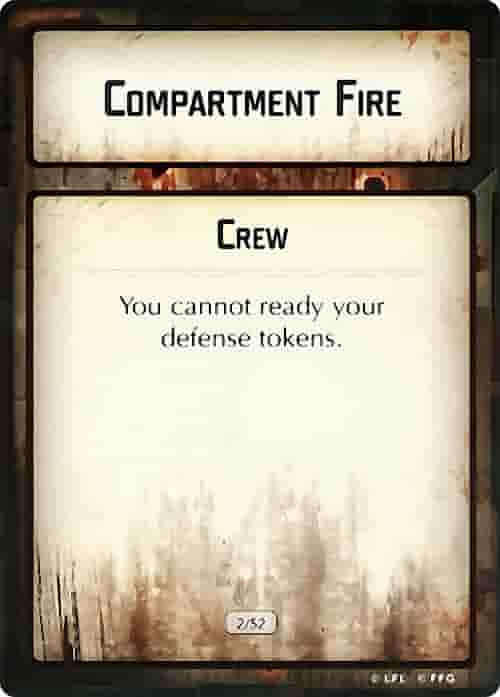 Compartment Fire
Crew
You cannot ready your
defense tokens.
2/52
© LFL © FFG